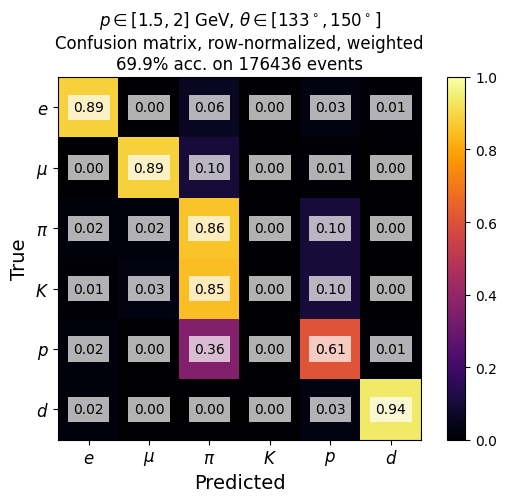 p ∈ [1.5, 2] GeV, θ ∈ [133°, 150°]
Confusion matrix, row-normalized, weighted
69.9% acc. on 176436 events
e 0.89 0.00 0.06 0.00 0.03 0.01
μ 0.00 0.89 0.10 0.00 0.01 0.00
π 0.02 0.02 0.86 0.00 0.10 0.00
K 0.01 0.03 0.85 0.00 0.10 0.00
p 0.02 0.00 0.36 0.00 0.61 0.01
d 0.02 0.00 0.00 0.00 0.03 0.94
e μ π K p d
Predicted
True
1.0
0.8
0.6
0.4
0.2
0.0